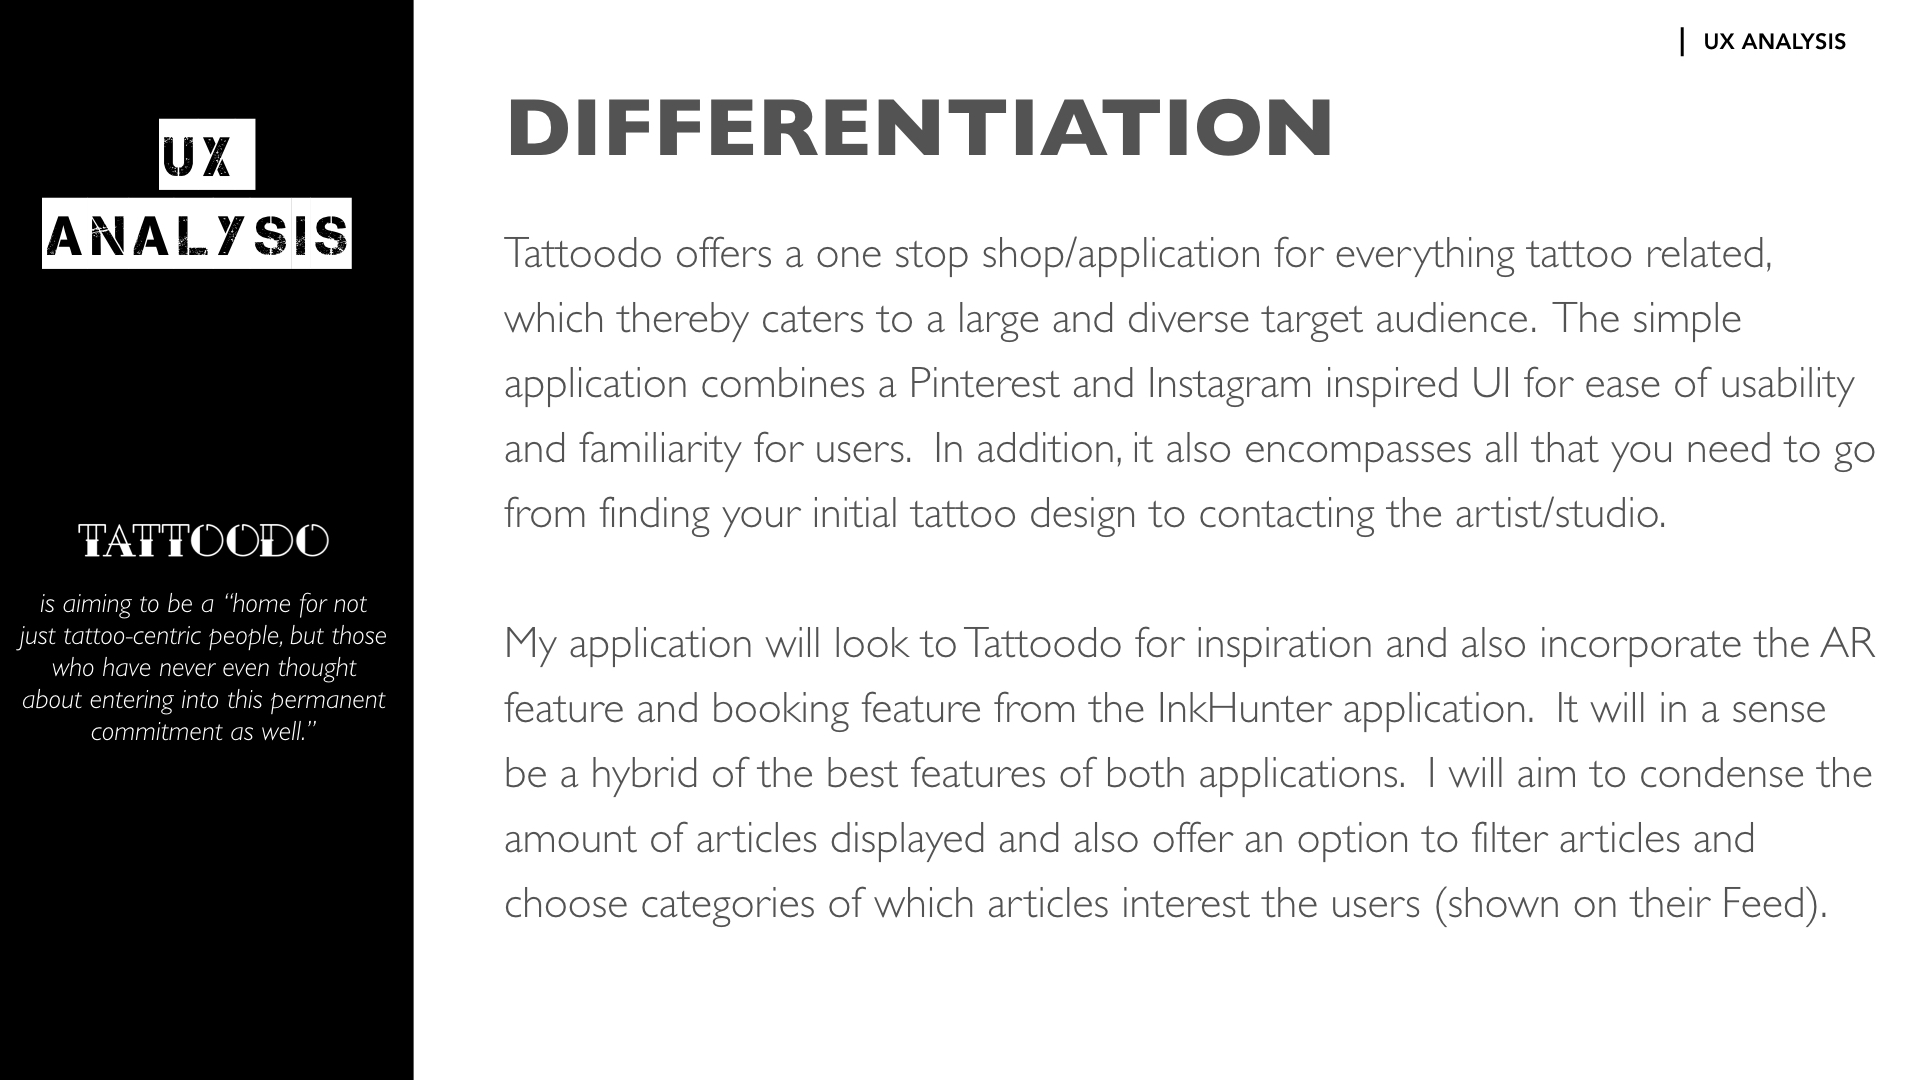 UX ANALYSIS
UX
ANALYSIS
TATTOODO
is aiming to be a “home for not
just tattoo-centric people, but those
who have never even thought
about entering into this permanent
commitment as well.”
DIFFERENTIATION
Tattoodo offers a one stop shop/application for everything tattoo related,
which thereby caters to a large and diverse target audience. The simple
application combines a Pinterest and Instagram inspired UI for ease of usability
and familiarity for users. In addition, it also encompasses all that you need to go
from finding your initial tattoo design to contacting the artist/studio.
My application will look to Tattoodo for inspiration and also incorporate the AR
feature and booking feature from the InkHunter application. It will in a sense
be a hybrid of the best features of both applications. I will aim to condense the
amount of articles displayed and also offer an option to filter articles and
choose categories of which articles interest the users (shown on their Feed).